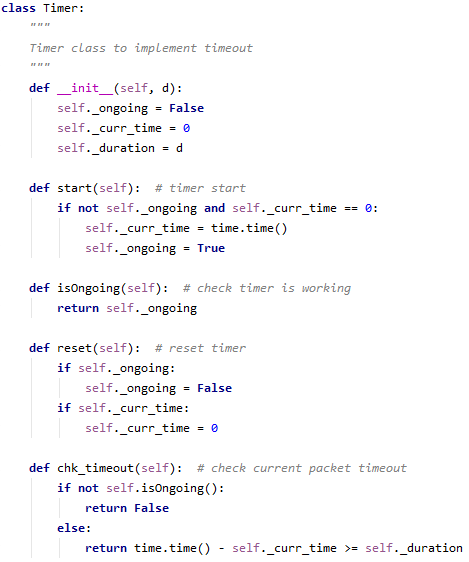 class Timer:
    """
    Timer class to implement timeout
    """
    def __init__(self, d):
        self._ongoing = False
        self._curr_time = 0
        self._duration = d

    def start(self):  # timer start
        if not self._ongoing and self._curr_time == 0:
            self._curr_time = time.time()
            self._ongoing = True

    def isOngoing(self):  # check timer is working
        return self._ongoing

    def reset(self):  # reset timer
        if self._ongoing:
            self._ongoing = False
        if self._curr_time:
            self._curr_time = 0

    def chk_timeout(self):  # check current packet timeout
        if not self.isOngoing():
            return False
        else:
            return time.time() - self._curr_time >= self._duration